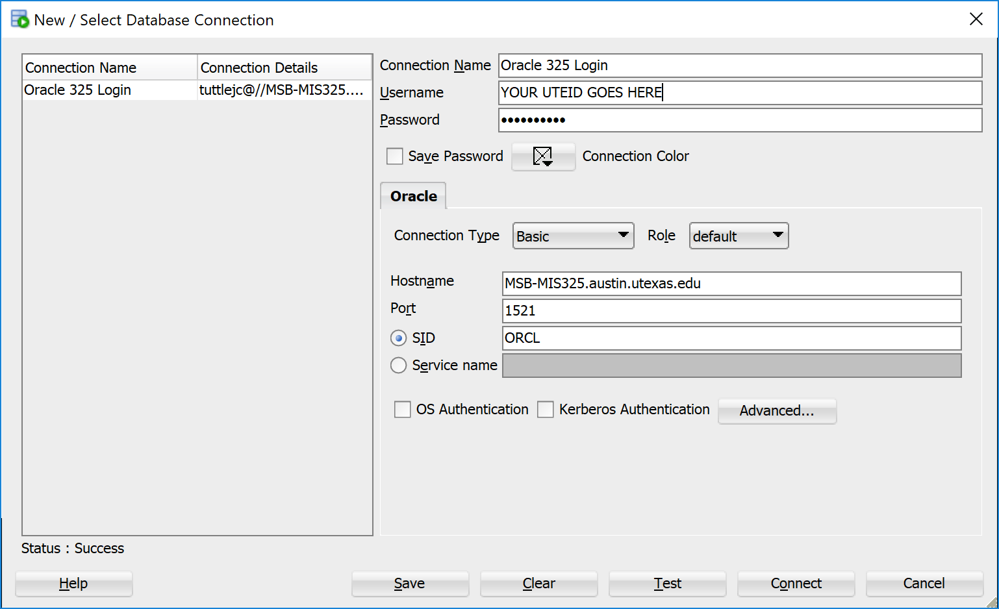 New / Select Database Connection
Connection Name Connection Details
Oracle 325 Login tuttlejc@//MSB-MIS325....
Connection Name Oracle 325 Login
Username YOUR UTEID GOES HERE
Password ••••••••••
Save Password Connection Color
Oracle
Connection Type Basic Role default
Hostname MSB-MIS325.austin.utexas.edu
Port 1521
SID ORCL
Service name
OS Authentication Kerberos Authentication Advanced...
Status : Success
Help Save Clear Test Connect Cancel